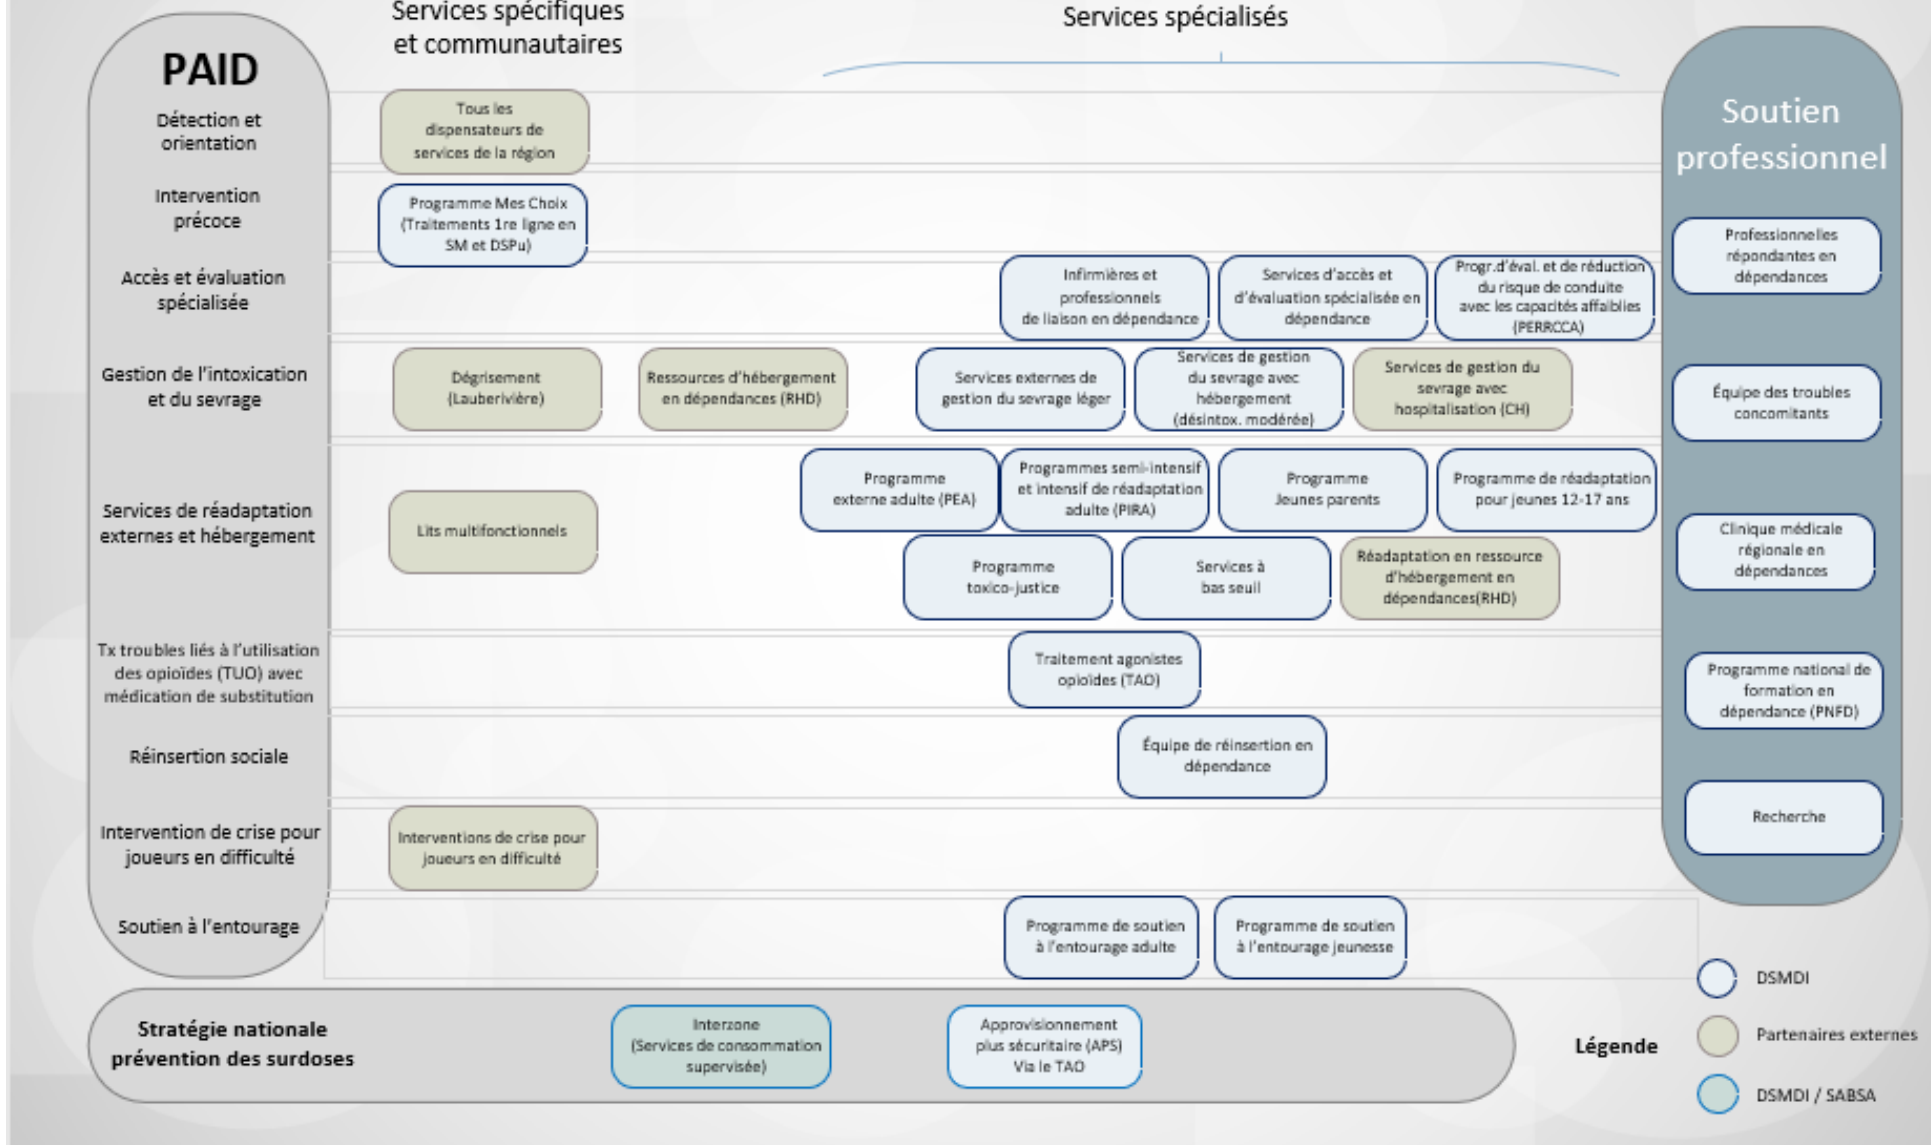 Services spécifiques
et communautaires
Services spécialisés
PAID
Détection et
orientation
Tous les
dispensateurs de
services de la région
Intervention
précoce
Programme Mes Choix
(Traitements 1re ligne en
SM et DSPu)
Accès et évaluation
spécialisée
Infirmières et
professionnels
de liaison en dépendance
Services d'accès et
d'évaluation spécialisée en
dépendance
Progr.d'éval. et de réduction
du risque de conduite
avec les capacités affaiblies
(PERRCCA)
Gestion de l'intoxication
et du sevrage
Dégrisement
(Lauberivière)
Ressources d'hébergement
en dépendances (RHD)
Services externes de
gestion du sevrage léger
Services de gestion
du sevrage avec
hébergement
(désintox. modérée)
Services de gestion du
sevrage avec
hospitalisation (CH)
Services de réadaptation
externes et hébergement
Lits multifonctionnels
Programme
externe adulte (PEA)
Programmes semi-intensif
et intensif de réadaptation
adulte (PIRA)
Programme
Jeunes parents
Programme de réadaptation
pour jeunes 12-17 ans
Programme
toxico-justice
Services à
bas seuil
Réadaptation en ressource
d'hébergement en
dépendances(RHD)
Tx troubles liés à l'utilisation
des opioïdes (TUO) avec
médication de substitution
Traitement agonistes
opioïdes (TAO)
Réinsertion sociale
Équipe de réinsertion en
dépendance
Intervention de crise pour
joueurs en difficulté
Interventions de crise pour
joueurs en difficulté
Soutien à l'entourage
Programme de soutien
à l'entourage adulte
Programme de soutien
à l'entourage jeunesse
Soutien
professionnel
Professionnelles
répondantes en
dépendances
Équipe des troubles
concomitants
Clinique médicale
régionale en
dépendances
Programme national de
formation en
dépendance (PNFD)
Recherche
Stratégie nationale
prévention des surdoses
Interzone
(Services de consommation
supervisée)
Approvisionnement
plus sécuritaire (APS)
Via le TAO
Légende
DSMDI
Partenaires externes
DSMDI / SABSA